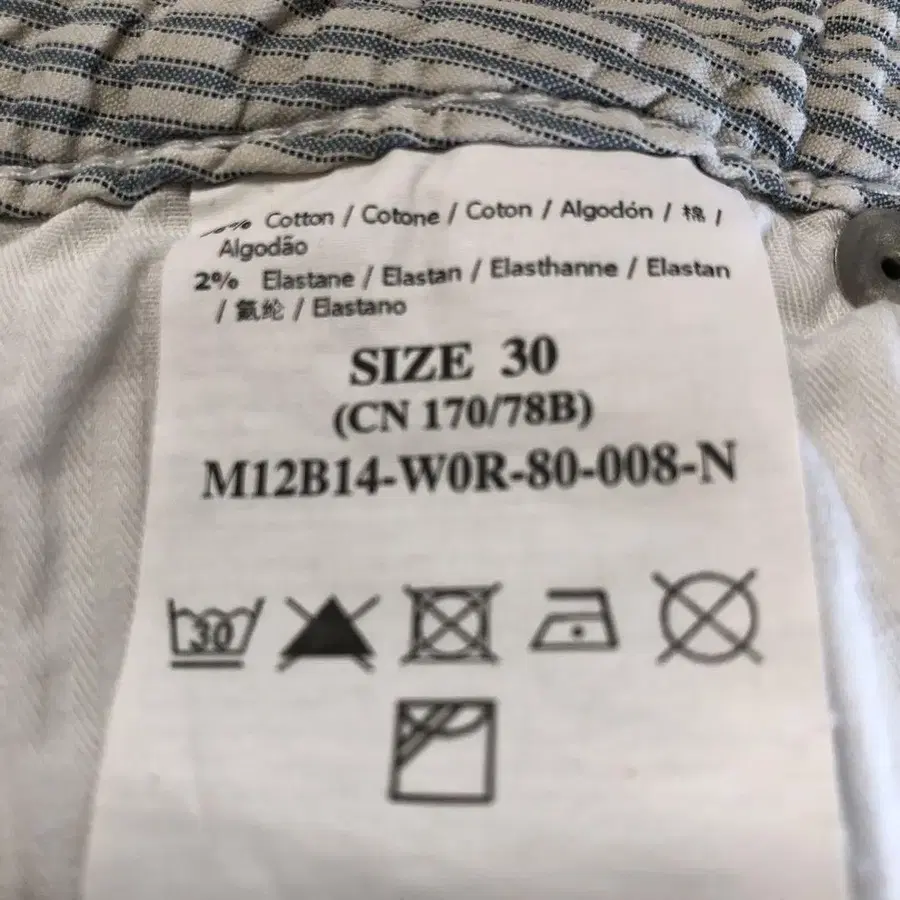 % Cotton / Cotone / Coton / Algodón / 棉 /
Algodão
2% Elastane / Elastan / Elasthanne / Elastan
/ 氨纶 / Elastano
SIZE 30
(CN 170/78B)
M12B14-W0R-80-008-N
30